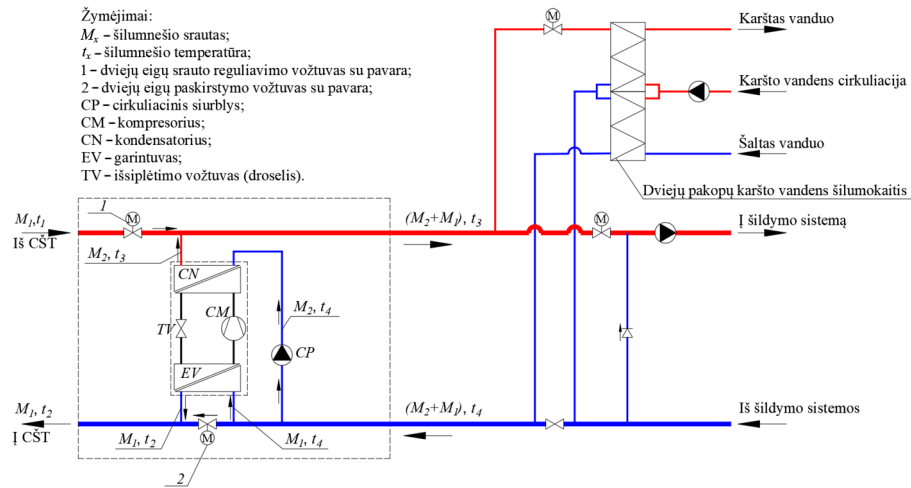 Žymėjimai:
Mx – šilumnešio srautas;
tx – šilumnešio temperatūra;
1 – dviejų eigų srauto reguliavimo vožtuvas su pavara;
2 – dviejų eigų paskirstymo vožtuvas su pavara;
CP – cirkuliacinis siurblys;
CM – kompresorius;
CN – kondensatorius;
EV – garintuvas;
TV – išsiplėtimo vožtuvas (droselis).
M
Karštas vanduo
Karšto vandens cirkuliacija
Šaltas vanduo
Dviejų pakopų karšto vandens šilumokaitis
1
M1,t1
M
(M2+M1), t3
M
Į šildymo sistemą
Iš CŠT
M2, t3
CN
TV
CM
M2, t4
CP
EV
M1, t2
(M2+M1), t4
Iš šildymo sistemos
Į CŠT
M1, t2
M
M1, t4
2